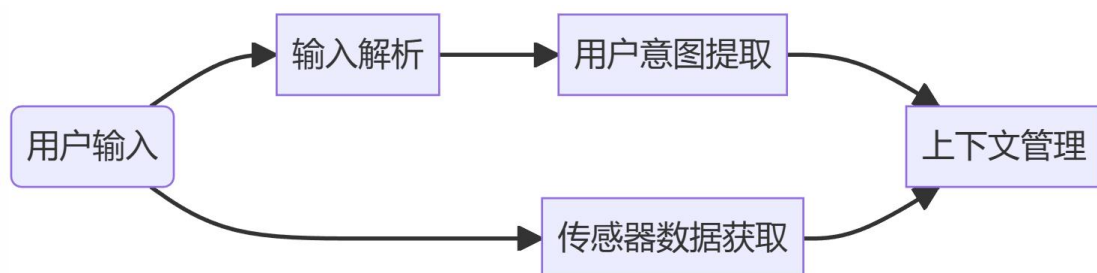 输入解析
用户意图提取
用户输入
上下文管理
传感器数据获取